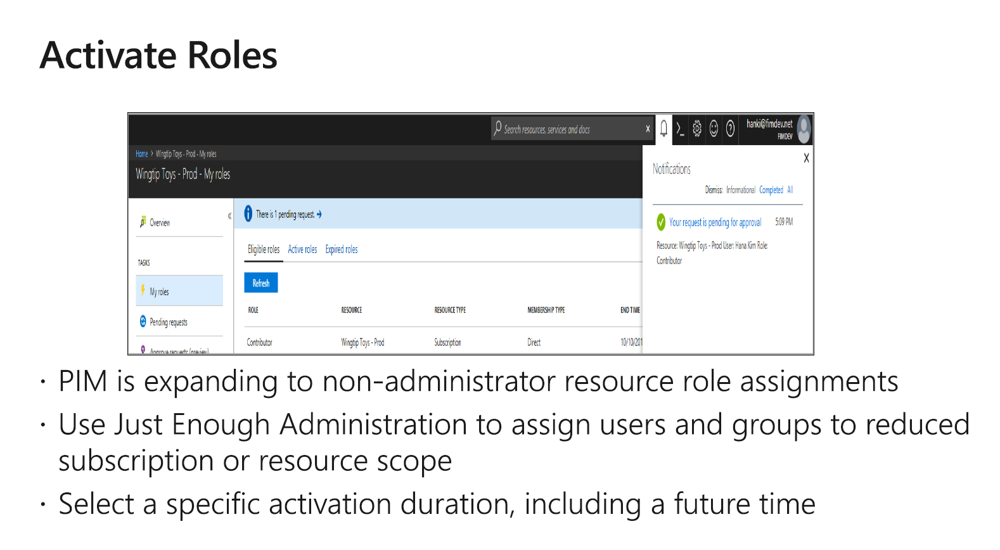 Activate Roles
Search resources, services and docs
hanki@fimdev.net
FIMDEV
Home > Wingtip Toys - Prod - My roles
Wingtip Toys - Prod - My roles
Notifications
Dismiss: Informational Completed All
Overview
There is 1 pending request.
Your request is pending for approval 5:09 PM
Resource: Wingtip Toys - Prod User: Hana Kim Role:
Contributor
Eligible roles Active roles Expired roles
TASKS
Refresh
My roles
ROLE RESOURCE RESOURCE TYPE MEMBERSHIP TYPE END TIME
Pending requests
Contributor Wingtip Toys - Prod Subscription Direct 10/10/201
Approve requests (preview)
· PIM is expanding to non-administrator resource role assignments
· Use Just Enough Administration to assign users and groups to reduced
subscription or resource scope
· Select a specific activation duration, including a future time